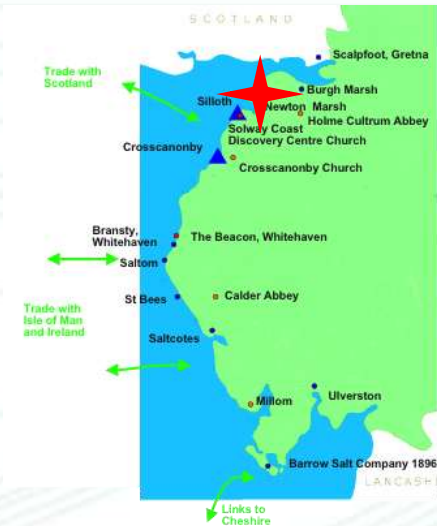 SCOTLAND
Scalpfoot, Gretna
Trade with
Scotland
Burgh Marsh
Silloth
Newton Marsh
Holme Cultrum Abbey
Solway Coast
Discovery Centre Church
Crosscanonby
Crosscanonby Church
Bransty,
Whitehaven
The Beacon, Whitehaven
Saltom
St Bees
Calder Abbey
Trade with
Isle of Man
and Ireland
Saltcotes
Ulverston
Millom
Barrow Salt Company 1896
LANCASH
Links to
Cheshire